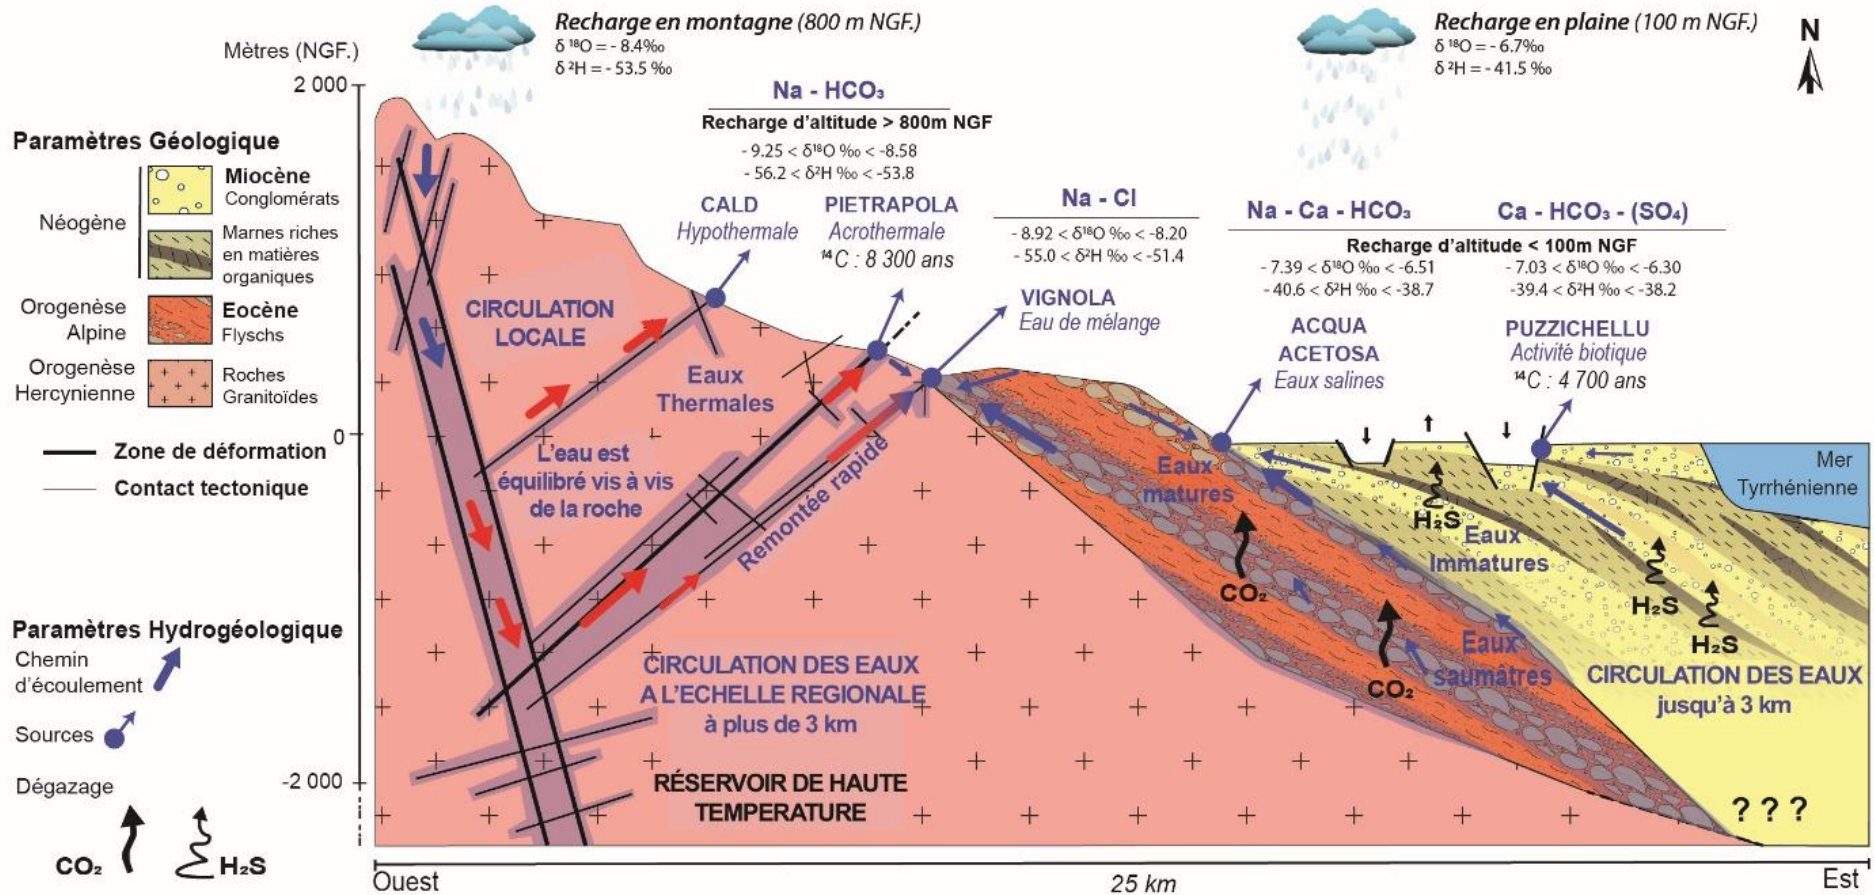 Recharge en montagne (800 m NGF.)
δ ¹⁸O = - 8.4‰
δ ²H = - 53.5 ‰
Recharge en plaine (100 m NGF.)
δ ¹⁸O = - 6.7‰
δ ²H = - 41.5 ‰
N
Mètres (NGF.)
2 000
0
-2 000
Paramètres Géologique
Néogène
Miocène
Conglomérats
Marnes riches
en matières
organiques
Orogenèse
Alpine
Eocène
Flyschs
Orogenèse
Hercynienne
Roches
Granitoïdes
Zone de déformation
Contact tectonique
Paramètres Hydrogéologique
Chemin
d'écoulement
Sources
Dégazage
CO₂
H₂S
Na - HCO₃
Recharge d'altitude > 800m NGF
- 9.25 < δ¹⁸O ‰ < -8.58
- 56.2 < δ²H ‰ < -53.8
CALD
Hypothermale
PIETRAPOLA
Acrothermale
¹⁴C : 8 300 ans
Na - Cl
- 8.92 < δ¹⁸O ‰ < -8.20
- 55.0 < δ²H ‰ < -51.4
VIGNOLA
Eau de mélange
Na - Ca - HCO₃
Ca - HCO₃ - (SO₄)
Recharge d'altitude < 100m NGF
- 7.39 < δ¹⁸O ‰ < -6.51
- 40.6 < δ²H ‰ < -38.7
- 7.03 < δ¹⁸O ‰ < -6.30
-39.4 < δ²H ‰ < -38.2
ACQUA
ACETOSA
Eaux salines
PUZZICHELLU
Activité biotique
¹⁴C : 4 700 ans
CIRCULATION
LOCALE
Eaux
Thermales
L'eau est
équilibré vis à vis
de la roche
Remontée rapide
Eaux
matures
Mer
Tyrrhénienne
H₂S
Eaux
Immatures
CO₂
H₂S
H₂S
CO₂
Eaux
saumâtres
CIRCULATION DES EAUX
A L'ECHELLE REGIONALE
à plus de 3 km
CIRCULATION DES EAUX
jusqu'à 3 km
RÉSERVOIR DE HAUTE
TEMPERATURE
? ? ?
Ouest
25 km
Est